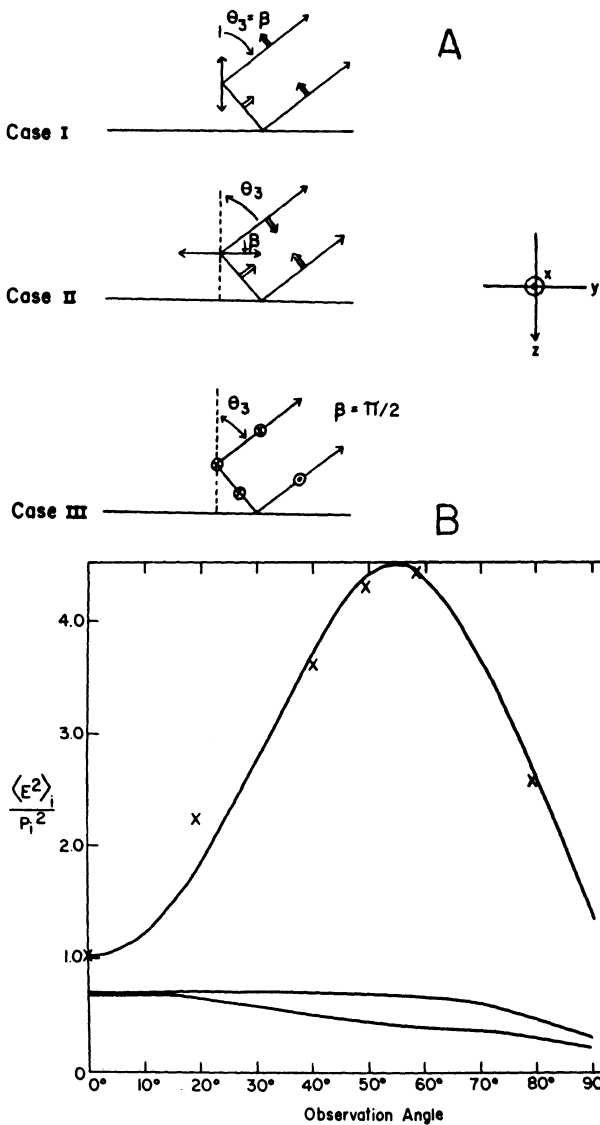 A
θ₃=β
Case I
θ₃
β
Case II
x
y
z
θ₃
β = π/2
Case III
B
4.0
3.0
⟨E²⟩ᵢ
Pᵢ²
2.0
1.0
0
0° 10° 20° 30° 40° 50° 60° 70° 80° 90
Observation Angle